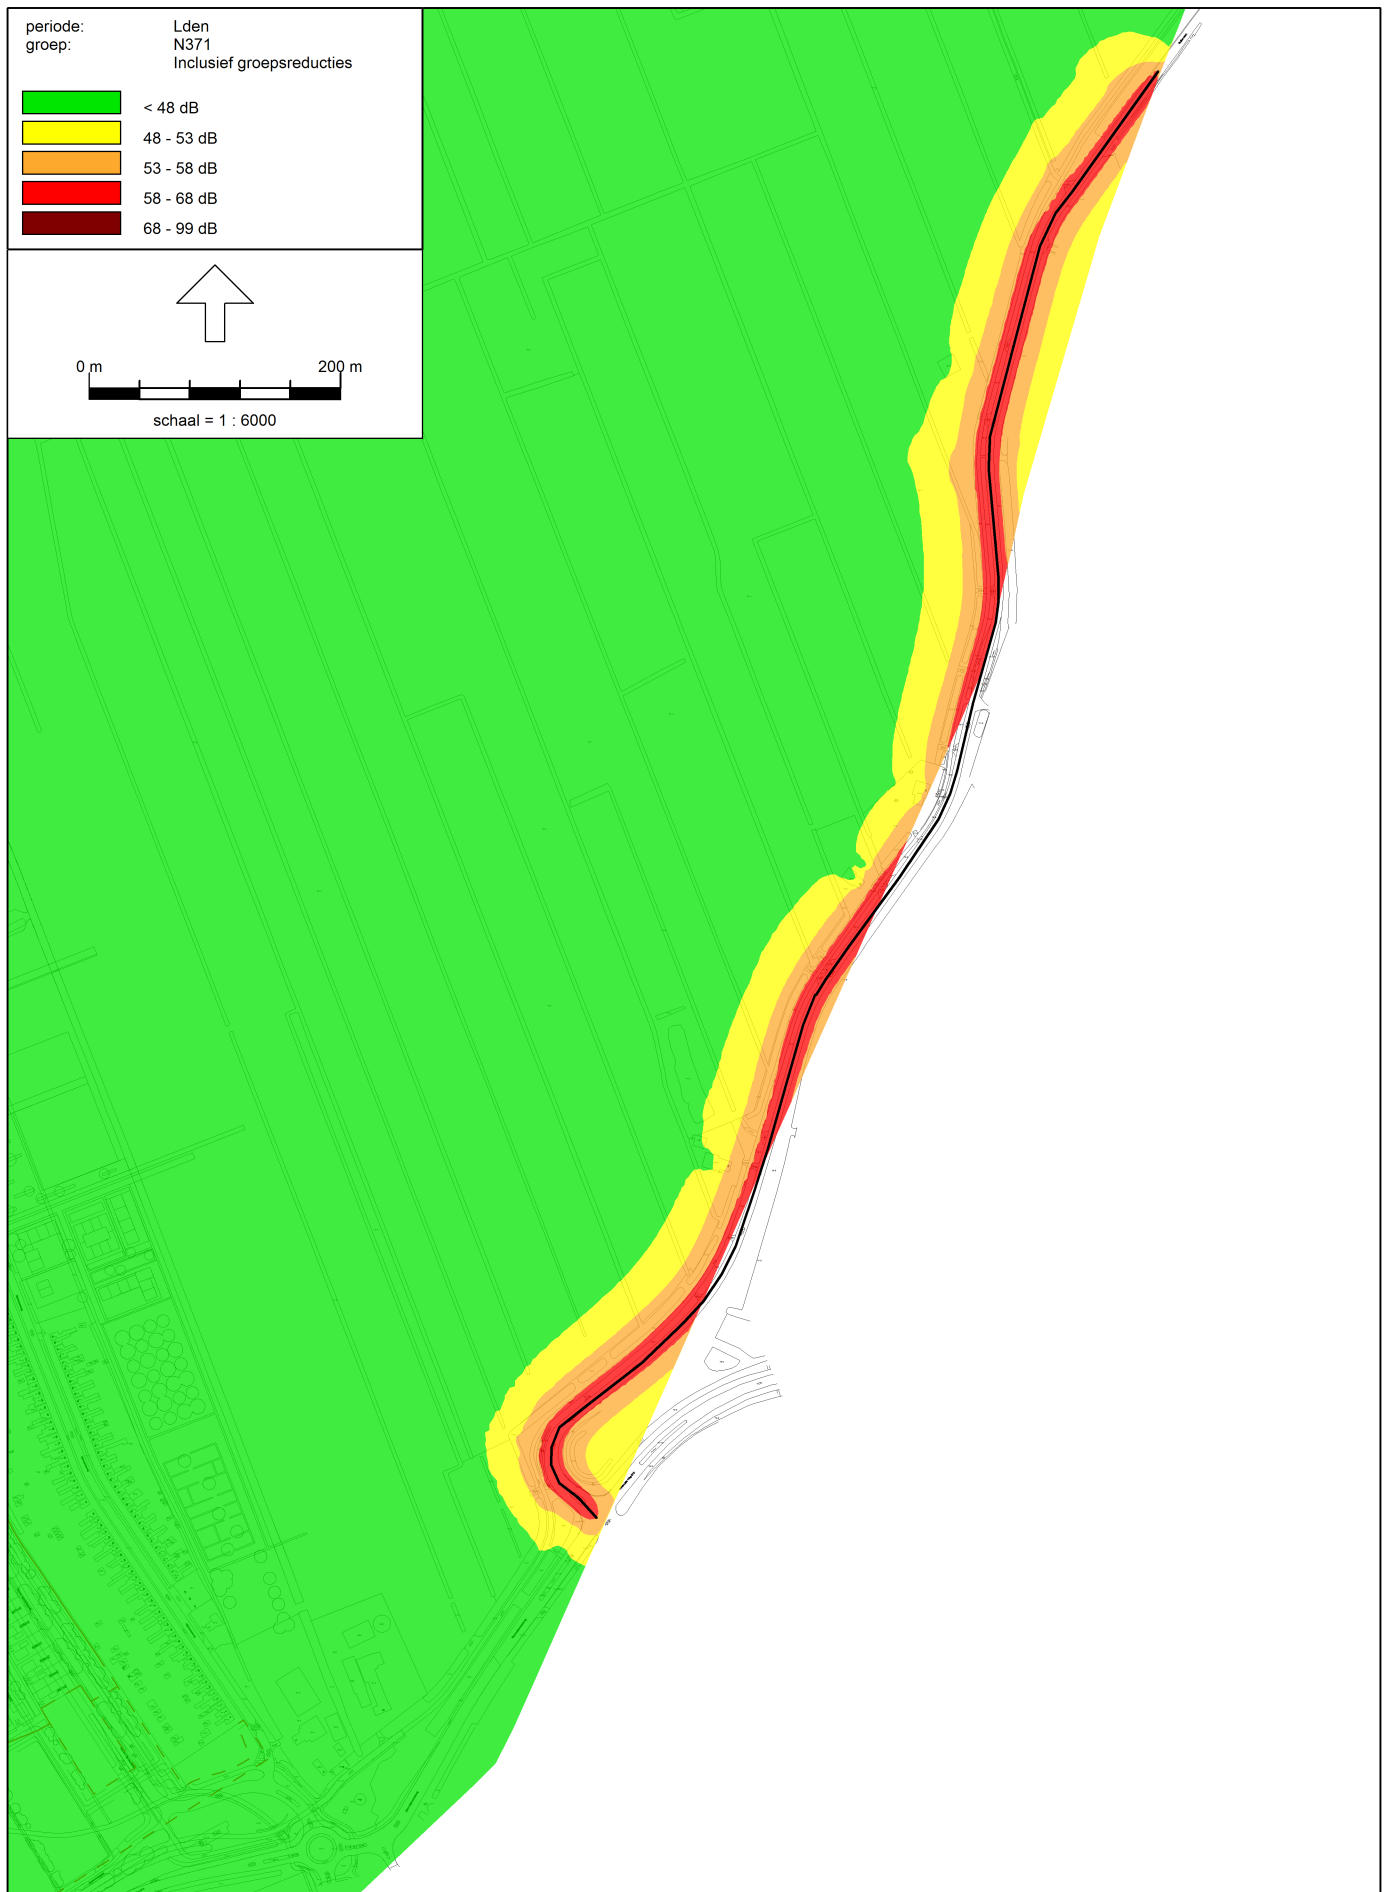 periode: Lden
groep: N371
Inclusief groepsreducties
< 48 dB
48 - 53 dB
53 - 58 dB
58 - 68 dB
68 - 99 dB
0 m 200 m
schaal = 1 : 6000